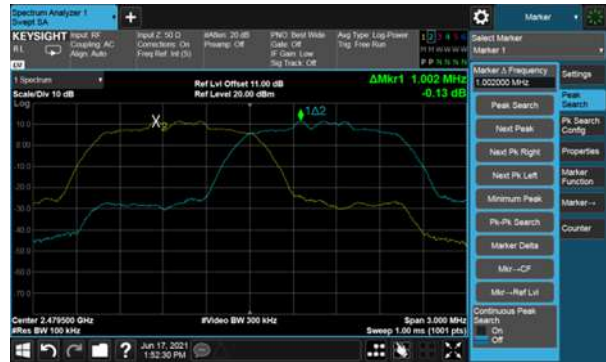 Spectrum Analyzer 1
Swept SA
+
Marker
KEYSIGHT
Input: RF
Input Z: 50 Ω
#Atten: 20 dB
PNO: Best Wide
Avg Type: Log-Power
1 2 3 4 5 6
Select Marker
RL
Coupling: AC
Corrections: On
Preamp: Off
Gate: Off
Trig: Free Run
Marker 1
Align: Auto
Freq Ref: Int (S)
IF Gain: Low
Sig Track: Off
P P N N N N
1 Spectrum
Ref Lvl Offset 11.00 dB
ΔMkr1 1.002 MHz
Marker Δ Frequency
Settings
Scale/Div 10 dB
Ref Level 20.00 dBm
-0.13 dB
1.002000 MHz
Log
Peak Search
Peak
Search
1Δ2
10.0
Next Peak
Pk Search
Config
0.00
Next Pk Right
Properties
-10.0
Next Pk Left
Marker
Function
-20.0
Minimum Peak
Marker→
-30.0
Pk-Pk Search
Counter
-40.0
Marker Delta
-50.0
Mkr→CF
-60.0
Mkr→Ref Lvl
-70.0
Continuous Peak
Search
On
Off
Center 2.479500 GHz
#Video BW 300 kHz
Span 3.000 MHz
#Res BW 100 kHz
Sweep 1.00 ms (1001 pts)
?
Jun 17, 2021
1:52:30 PM